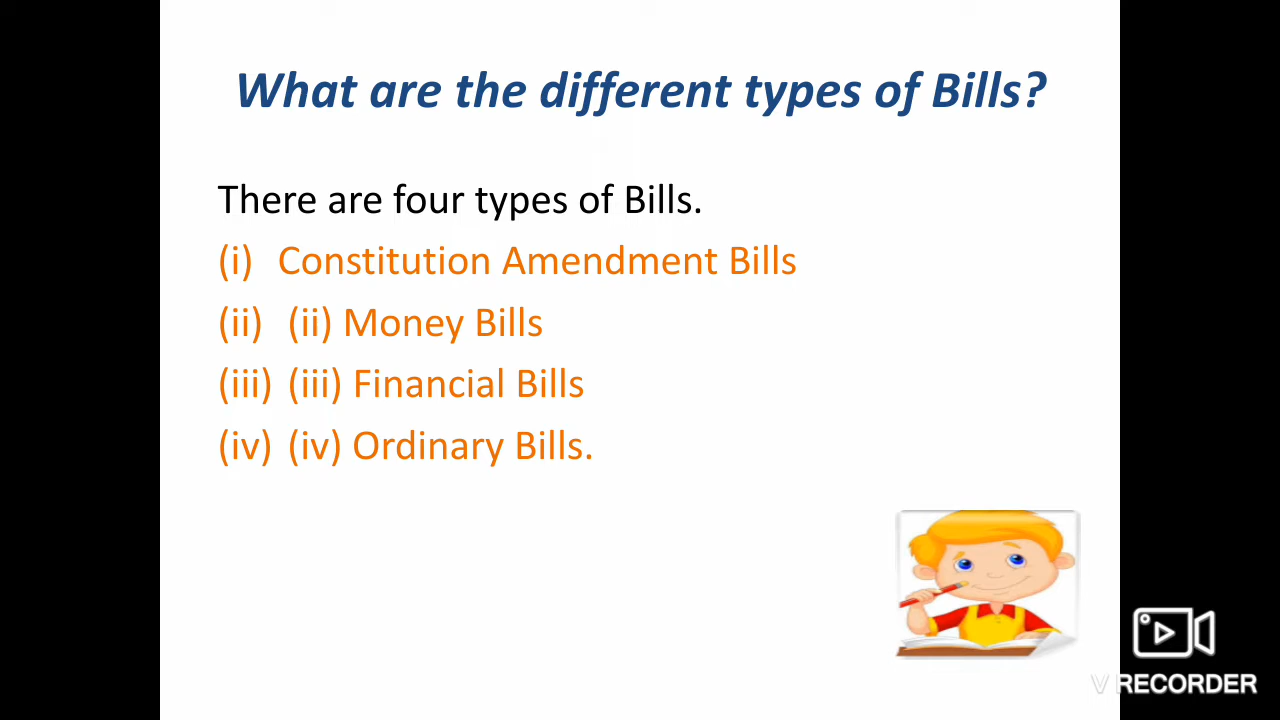 What are the different types of Bills?
There are four types of Bills.
(i) Constitution Amendment Bills
(ii) (ii) Money Bills
(iii) (iii) Financial Bills
(iv) (iv) Ordinary Bills.
V RECORDER